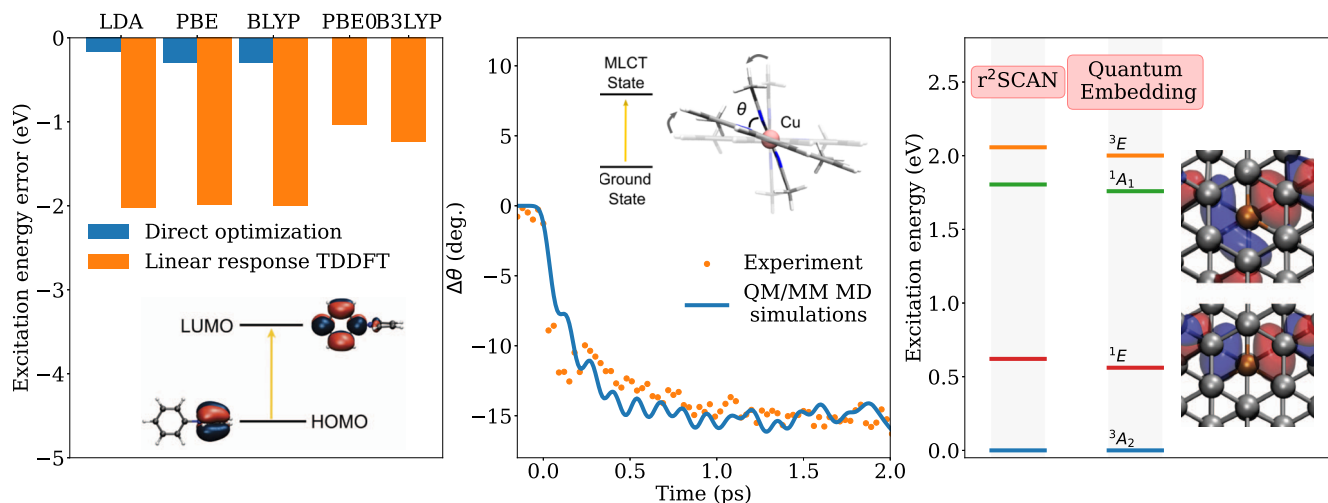 LDA PBE BLYP PBE0 B3LYP
0
−1
−2
−3
−4
−5
Excitation energy error (eV)
Direct optimization
Linear response TDDFT
LUMO
HOMO
10
5
0
−5
−10
−15
Δθ (deg.)
MLCT
State
Ground
State
θ
Cu
Experiment
QM/MM MD
simulations
0.0 0.5 1.0 1.5 2.0
Time (ps)
2.5
2.0
1.5
1.0
0.5
0.0
Excitation energy (eV)
r²SCAN
Quantum
Embedding
³E
¹A₁
¹E
³A₂